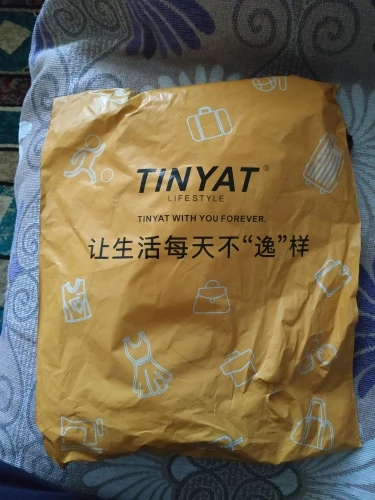 TINYAT®
LIFESTYLE
TINYAT WITH YOU FOREVER.
让生活每天不“逸”样